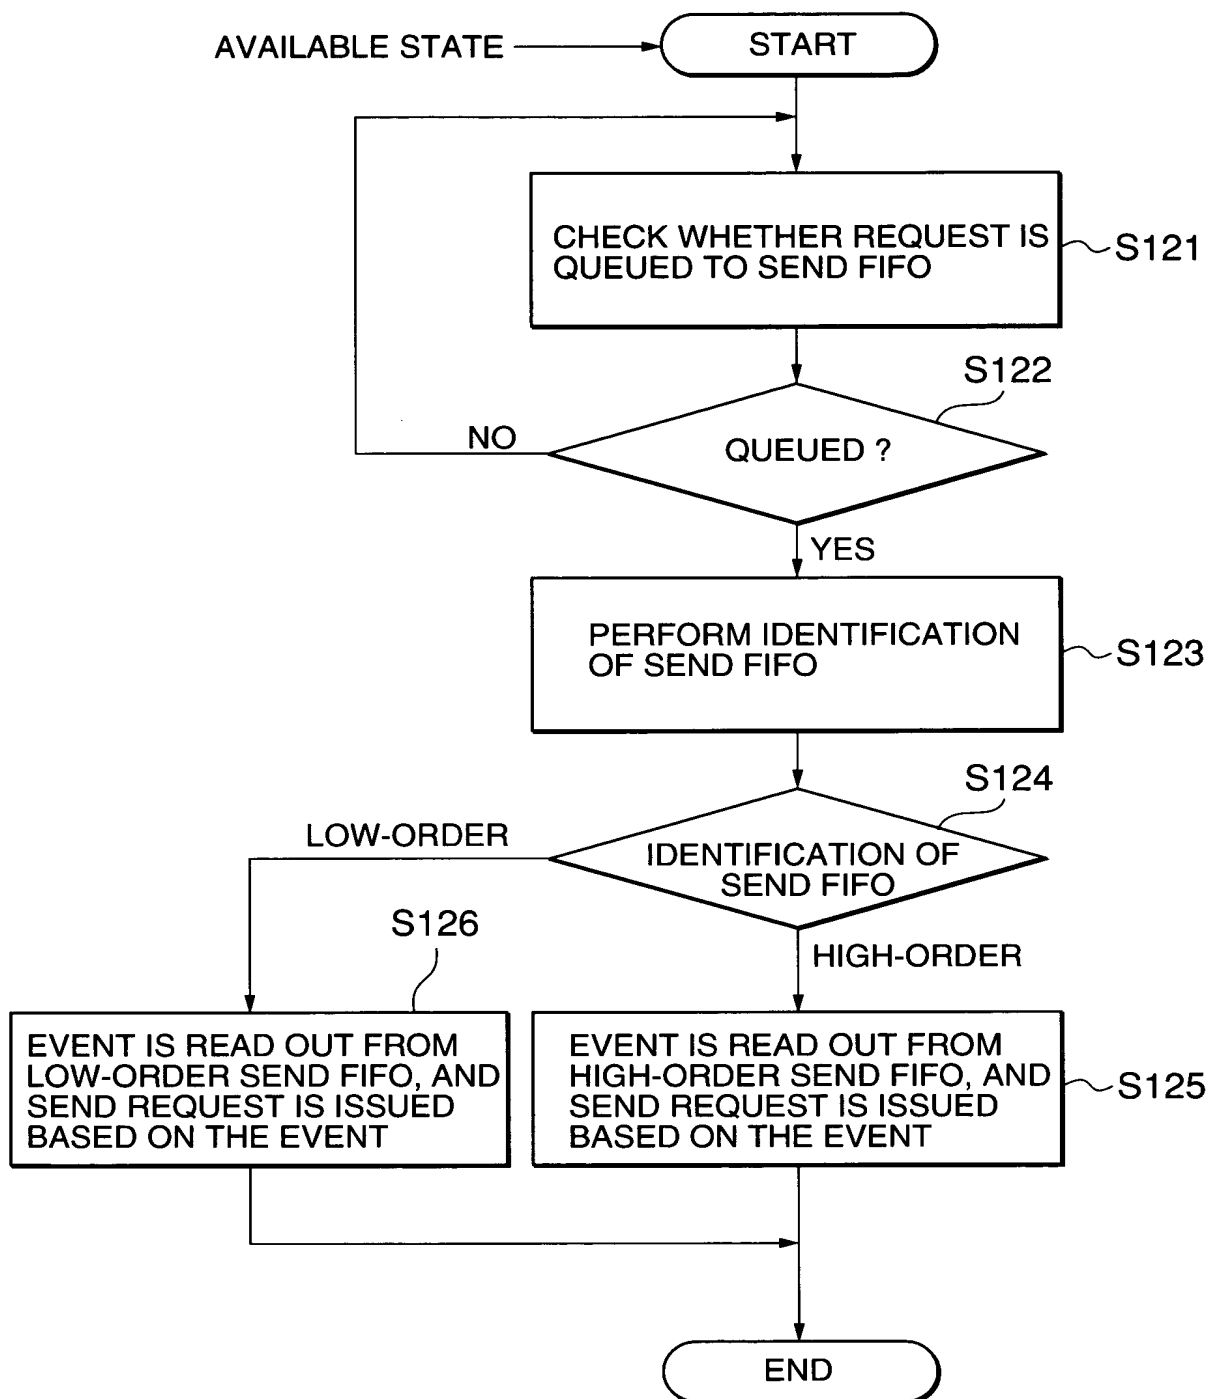 AVAILABLE STATE
START
CHECK WHETHER REQUEST IS
QUEUED TO SEND FIFO
S121
S122
QUEUED ?
NO
YES
PERFORM IDENTIFICATION
OF SEND FIFO
S123
S124
IDENTIFICATION OF
SEND FIFO
LOW-ORDER
HIGH-ORDER
S126
EVENT IS READ OUT FROM
LOW-ORDER SEND FIFO, AND
SEND REQUEST IS ISSUED
BASED ON THE EVENT
EVENT IS READ OUT FROM
HIGH-ORDER SEND FIFO, AND
SEND REQUEST IS ISSUED
BASED ON THE EVENT
S125
END